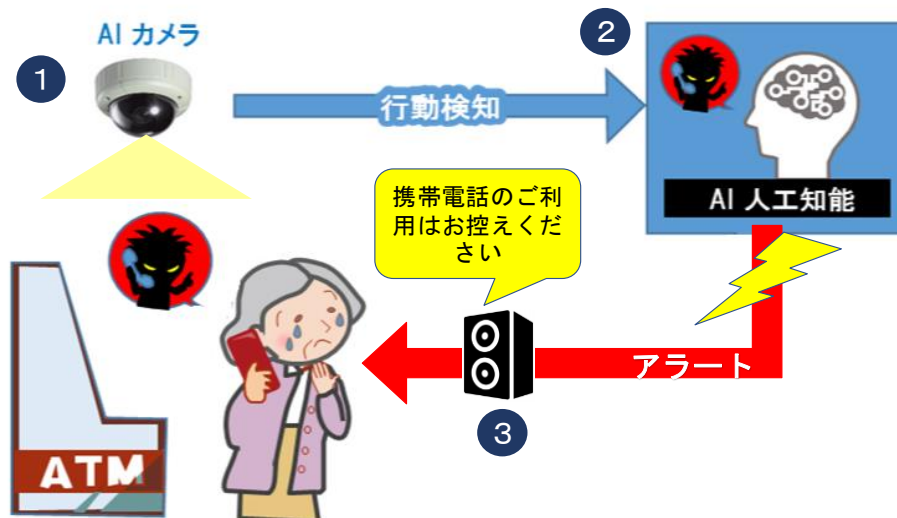 AI カメラ
1
行動検知
2
AI 人工知能
携帯電話のご利
用はお控えくだ
さい
アラート
3
ATM